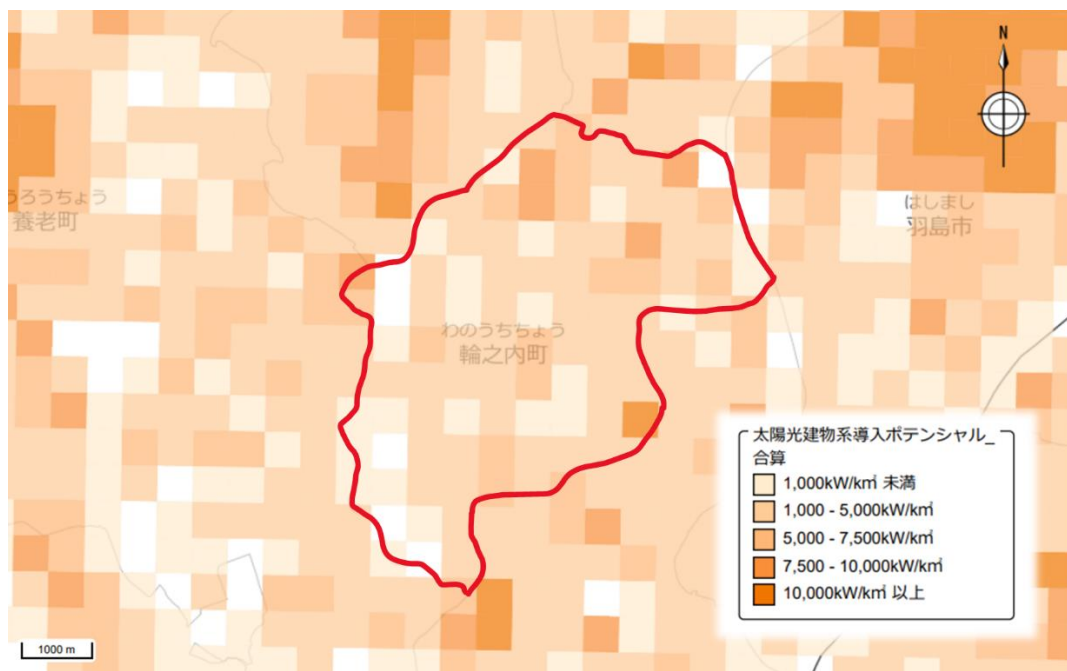 N
うろうちょう
養老町
はしまし
羽島市
わのうちちょう
輪之内町
太陽光建物系導入ポテンシャル_
合算
1,000kW/k㎡ 未満
1,000 - 5,000kW/k㎡
5,000 - 7,500kW/k㎡
7,500 - 10,000kW/k㎡
10,000kW/k㎡ 以上
1000 m